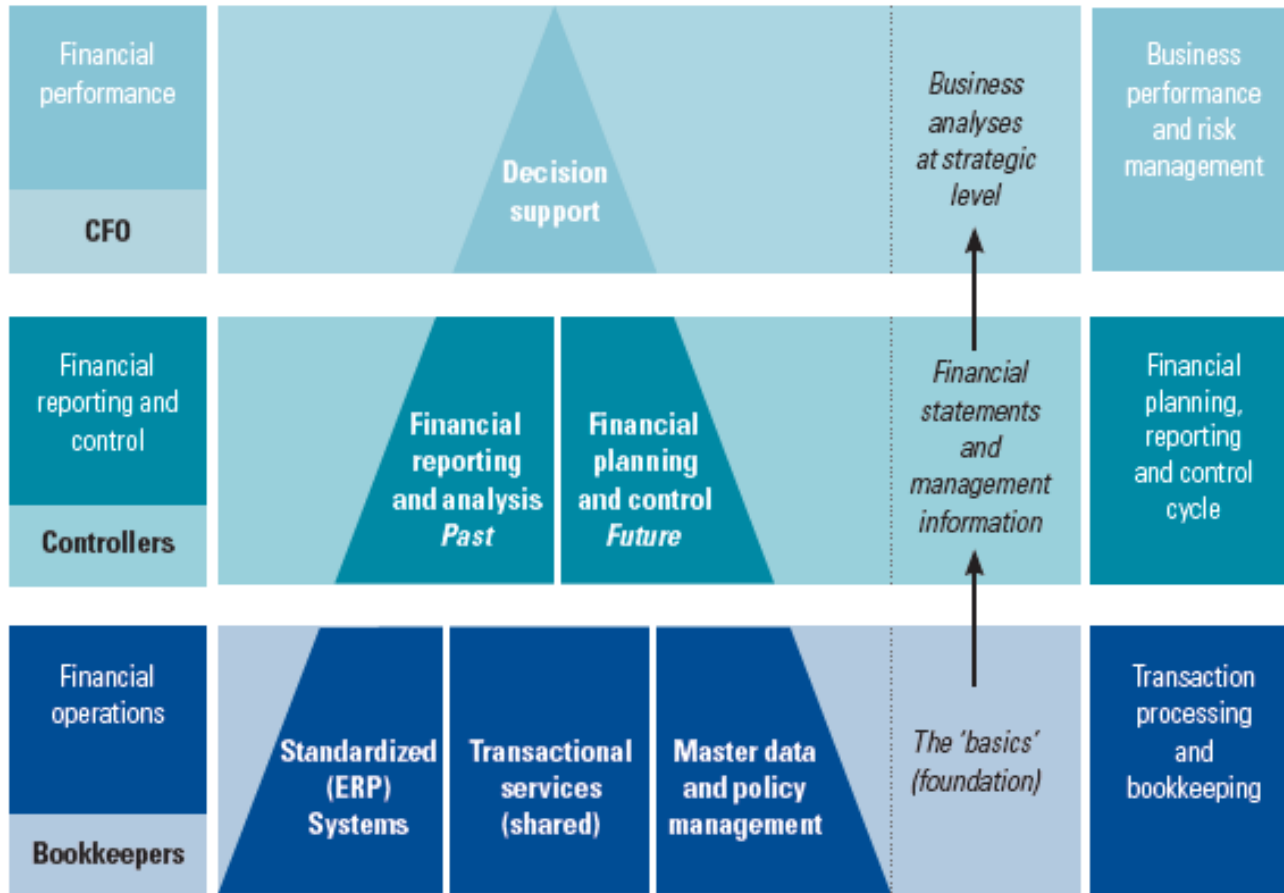 Financial
performance
CFO
Decision
support
Business
analyses
at strategic
level
Business
performance
and risk
management
Financial
reporting and
control
Controllers
Financial
reporting
and analysis
Past
Financial
planning
and control
Future
Financial
statements
and
management
information
Financial
planning,
reporting
and control
cycle
Financial
operations
Bookkeepers
Standardized
(ERP)
Systems
Transactional
services
(shared)
Master data
and policy
management
The ‘basics’
(foundation)
Transaction
processing
and
bookkeeping